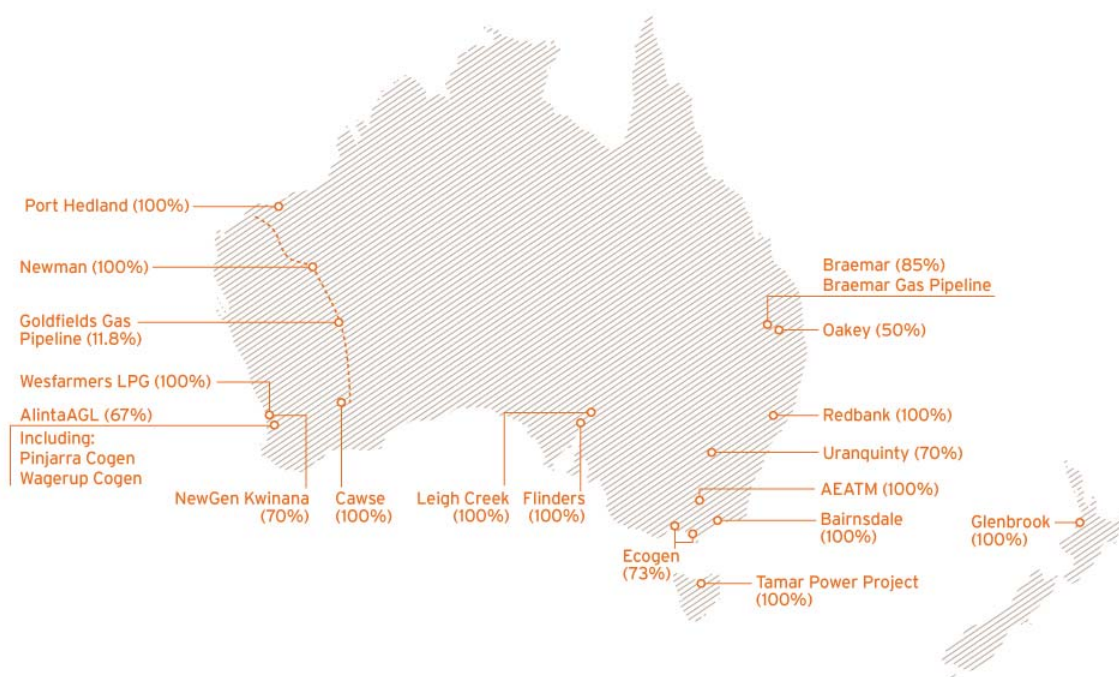 Port Hedland (100%)
Newman (100%)
Goldfields Gas
Pipeline (11.8%)
Wesfarmers LPG (100%)
AlintaAGL (67%)
Including:
Pinjarra Cogen
Wagerup Cogen
NewGen Kwinana
(70%)
Cawse
(100%)
Leigh Creek
(100%)
Flinders
(100%)
Braemar (85%)
Braemar Gas Pipeline
Oakey (50%)
Redbank (100%)
Uranquinty (70%)
AEATM (100%)
Bairnsdale
(100%)
Ecogen
(73%)
Tamar Power Project
(100%)
Glenbrook
(100%)